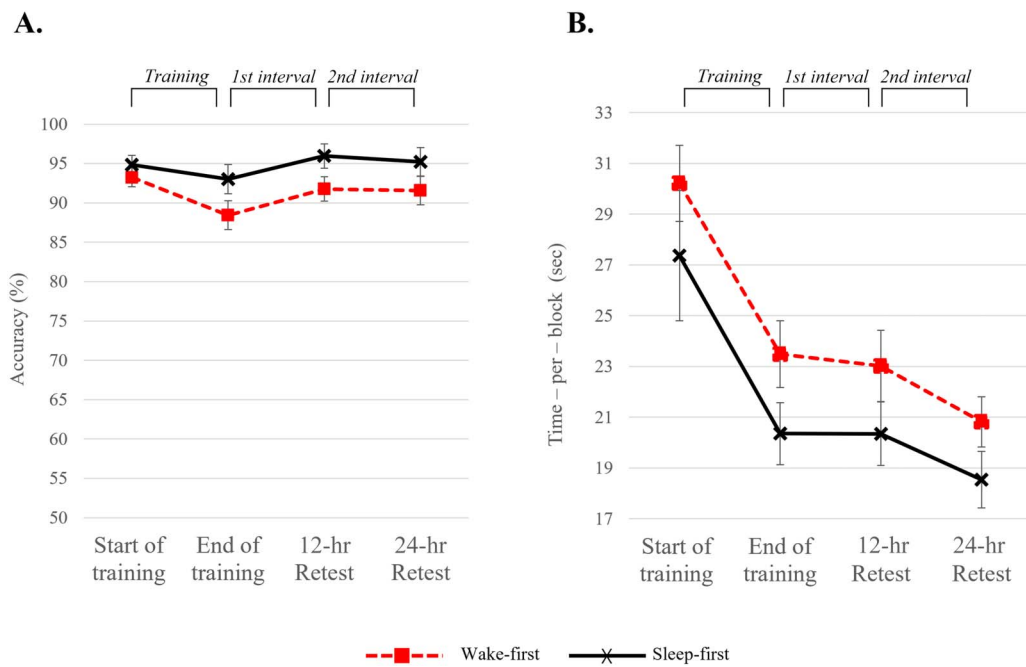 A.
Training 1st interval 2nd interval
Accuracy (%)
100
95
90
85
80
75
70
65
60
55
50
Start of training
End of training
12-hr Retest
24-hr Retest
B.
Training 1st interval 2nd interval
Time – per – block (sec)
33
31
29
27
25
23
21
19
17
Start of training
End of training
12-hr Retest
24-hr Retest
Wake-first Sleep-first